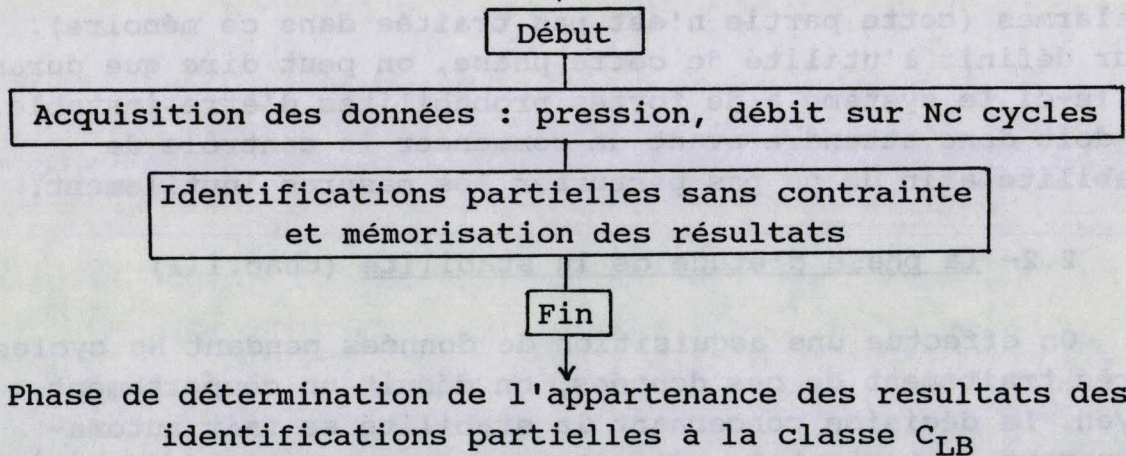 Début
Acquisition des données : pression, débit sur Nc cycles
Identifications partielles sans contrainte
et mémorisation des résultats
Fin
Phase de détermination de l'appartenance des resultats des
identifications partielles à la classe CLB